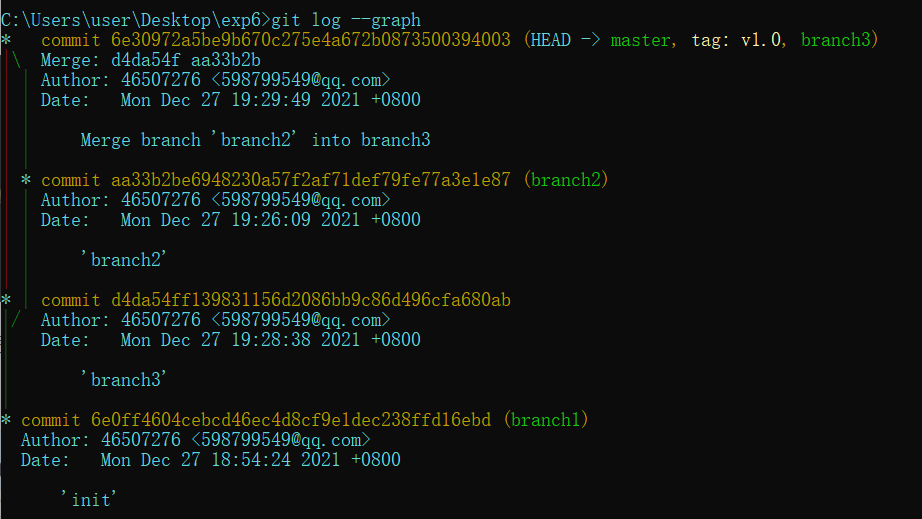 C:\Users\user\Desktop\exp6>git log --graph
*   commit 6e30972a5be9b670c275e4a672b0873500394003 (HEAD -> master, tag: v1.0, branch3)
|\  Merge: d4da54f aa33b2b
| | Author: 46507276 <598799549@qq.com>
| | Date:   Mon Dec 27 19:29:49 2021 +0800
| |
| |     Merge branch 'branch2' into branch3
| |
| * commit aa33b2be6948230a57f2af71def79fe77a3e1e87 (branch2)
| | Author: 46507276 <598799549@qq.com>
| | Date:   Mon Dec 27 19:26:09 2021 +0800
| |
| |     'branch2'
| |
* | commit d4da54ff139831156d2086bb9c86d496cfa680ab
|/  Author: 46507276 <598799549@qq.com>
|   Date:   Mon Dec 27 19:28:38 2021 +0800
|
|       'branch3'
|
* commit 6e0ff4604cebcd46ec4d8cf9e1dec238ffd16ebd (branch1)
  Author: 46507276 <598799549@qq.com>
  Date:   Mon Dec 27 18:54:24 2021 +0800

      'init'